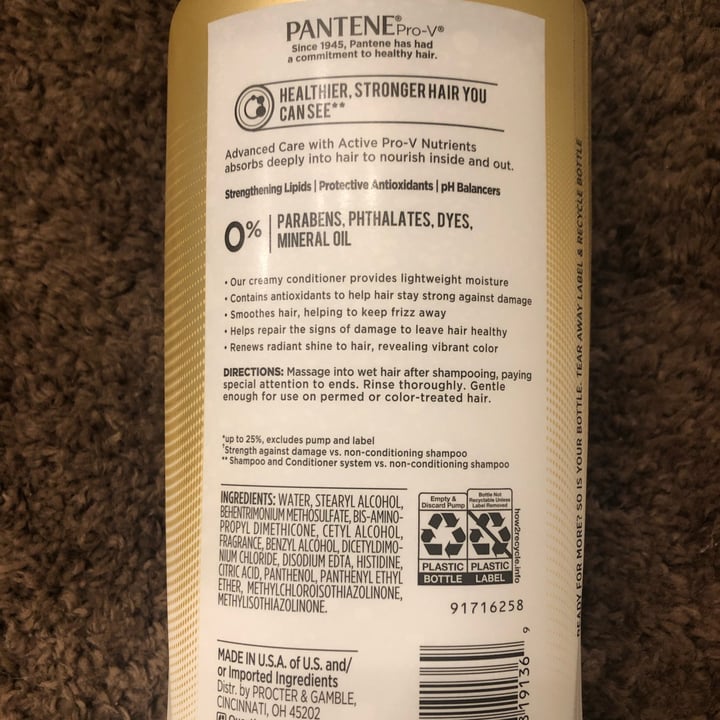 PANTENE® PRO-V®
Since 1945, Pantene has had
a commitment to healthy hair.
HEALTHIER, STRONGER HAIR YOU
CAN SEE**
Advanced Care with Active Pro-V Nutrients
absorbs deeply into hair to nourish inside and out.
Strengthening Lipids | Protective Antioxidants | pH Balancers
0% PARABENS, PHTHALATES, DYES,
MINERAL OIL
• Our creamy conditioner provides lightweight moisture
• Contains antioxidants to help hair stay strong against damage
• Smoothes hair, helping to keep frizz away
• Helps repair the signs of damage to leave hair healthy
• Renews radiant shine to hair, revealing vibrant color
DIRECTIONS: Massage into wet hair after shampooing, paying
special attention to ends. Rinse thoroughly. Gentle
enough for use on permed or color-treated hair.
*up to 25%, excludes pump and label
Strength against damage vs. non-conditioning shampoo
** Shampoo and Conditioner system vs. non-conditioning shampoo
INGREDIENTS: WATER, STEARYL ALCOHOL,
BEHENTRIMONIUM METHOSULFATE, BIS-AMINO-
PROPYL DIMETHICONE, CETYL ALCOHOL,
FRAGRANCE, BENZYL ALCOHOL, DICETYLDIMO-
NIUM CHLORIDE, DISODIUM EDTA, HISTIDINE,
CITRIC ACID, PANTHENOL, PANTHENYL ETHYL
ETHER, METHYLCHLOROISOTHIAZOLINONE,
METHYLISOTHIAZOLINONE.
Empty &
Discard Pump
PLASTIC
BOTTLE
Bottle Not
Recyclable Unless
Label Removed
PLASTIC
LABEL
how2recycle.info
91716258
MADE IN U.S.A. of U.S. and/
or Imported Ingredients
Distr. by PROCTER & GAMBLE,
CINCINNATI, OH 45202
19136 9
READY FOR MORE? SO IS YOUR BOTTLE. TEAR AWAY LABEL & RECYCLE BOTTLE